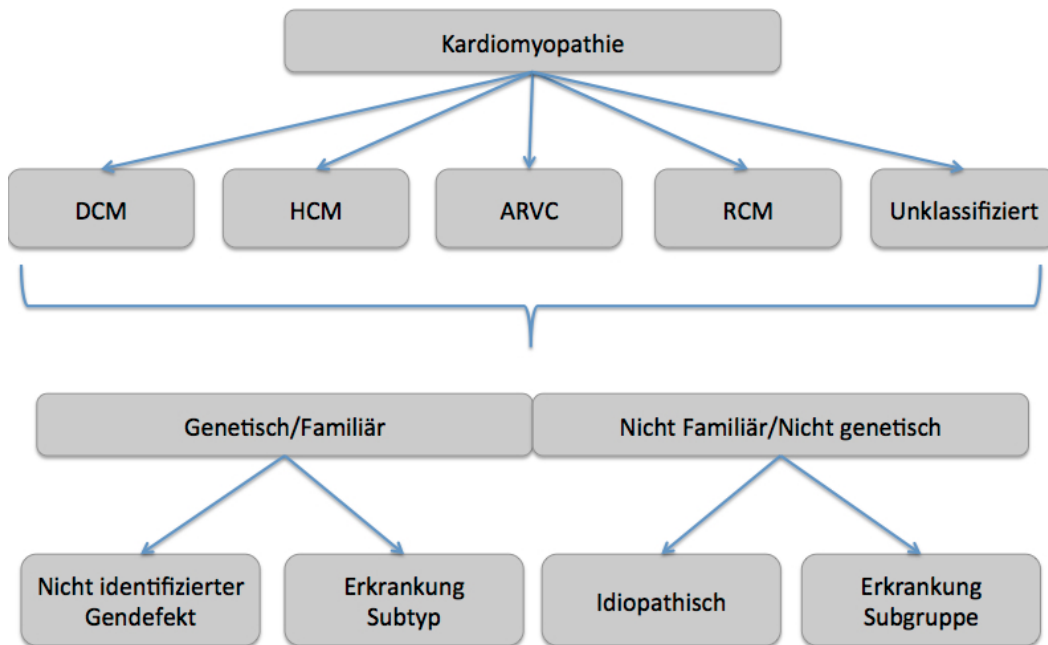 Kardiomyopathie
DCM
HCM
ARVC
RCM
Unklassifiziert
Genetisch/Familiär
Nicht Familiär/Nicht genetisch
Nicht identifizierter
Gendefekt
Erkrankung
Subtyp
Idiopathisch
Erkrankung
Subgruppe